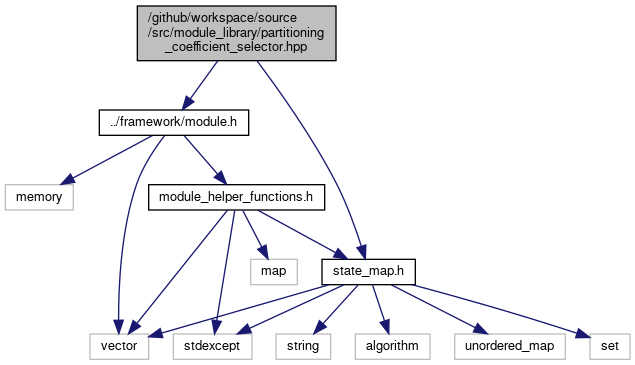 /github/workspace/source
/src/module_library/partitioning
_coefficient_selector.hpp
../framework/module.h
memory
module_helper_functions.h
map
state_map.h
vector
stdexcept
string
algorithm
unordered_map
set